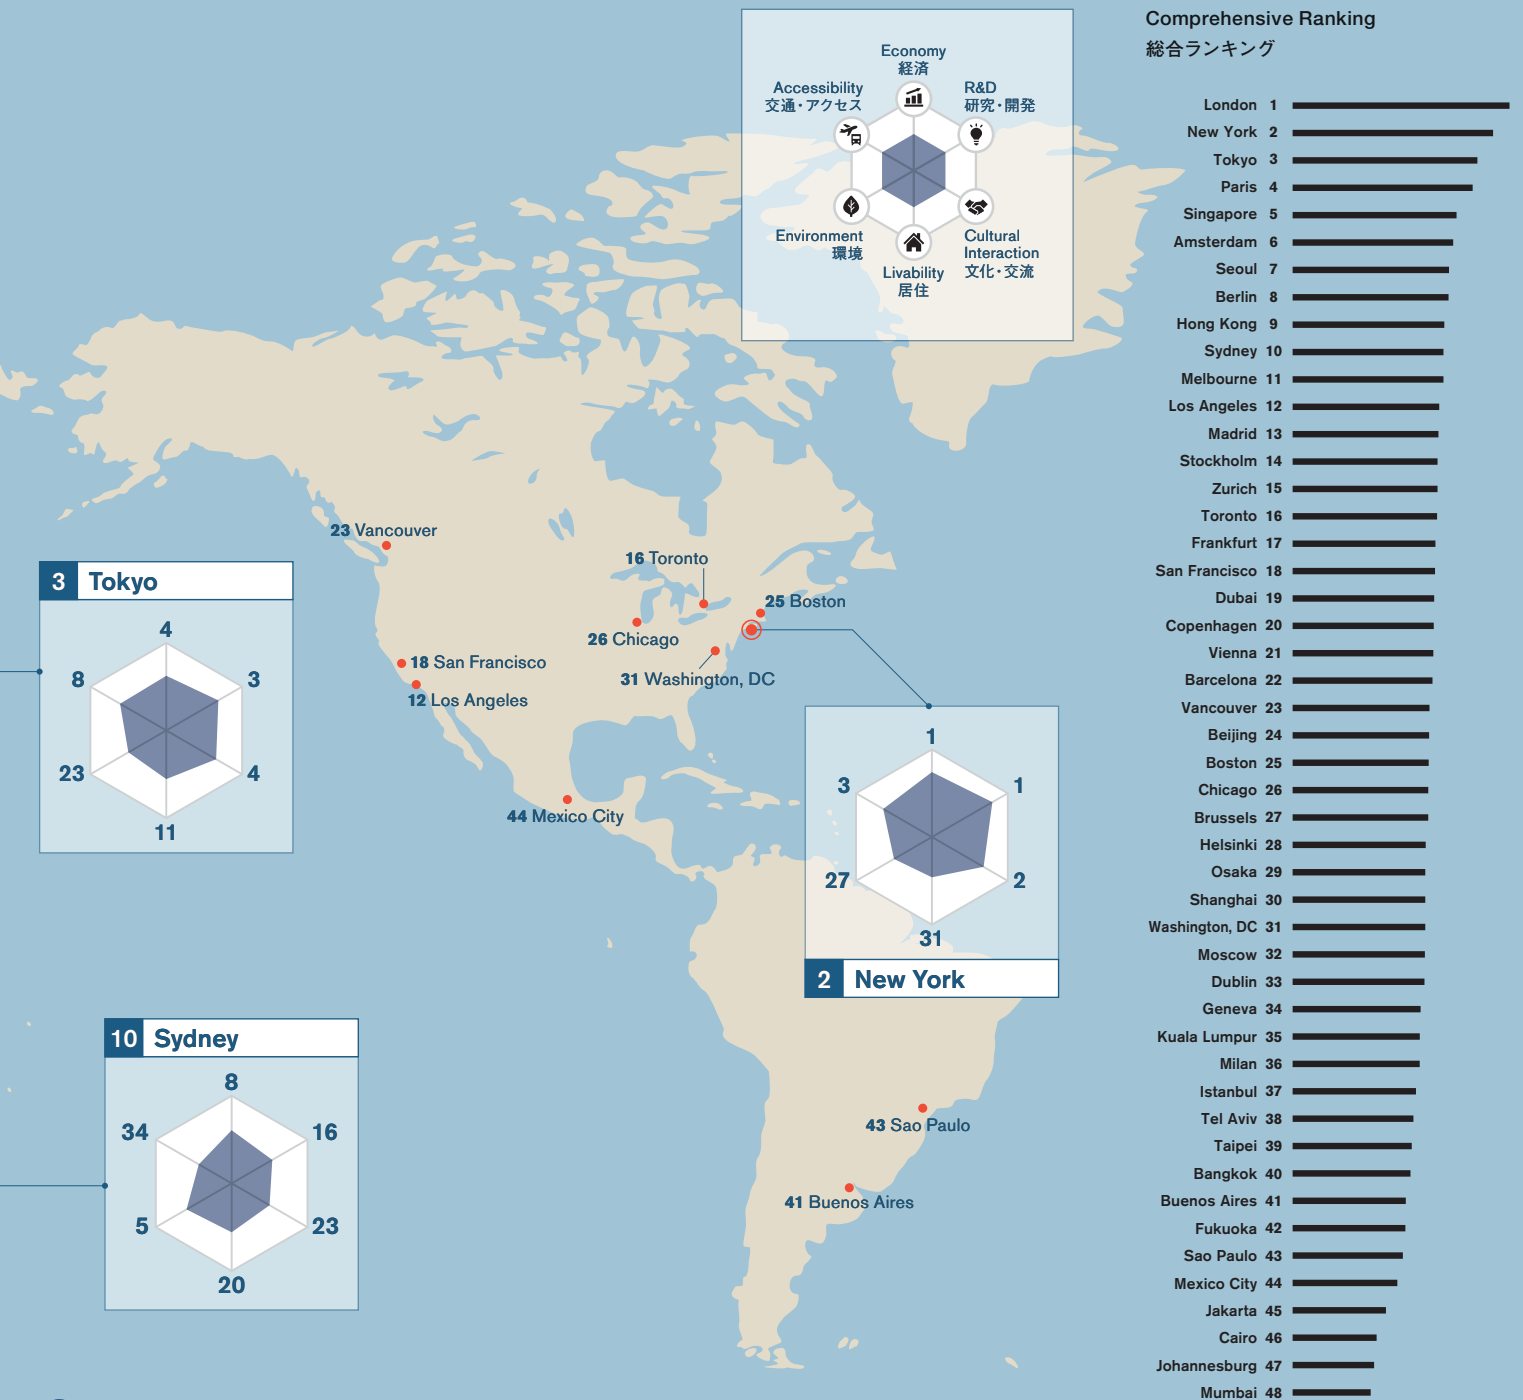 Comprehensive Ranking
総合ランキング
London 1
New York 2
Tokyo 3
Paris 4
Singapore 5
Amsterdam 6
Seoul 7
Berlin 8
Hong Kong 9
Sydney 10
Melbourne 11
Los Angeles 12
Madrid 13
Stockholm 14
Zurich 15
Toronto 16
Frankfurt 17
San Francisco 18
Dubai 19
Copenhagen 20
Vienna 21
Barcelona 22
Vancouver 23
Beijing 24
Boston 25
Chicago 26
Brussels 27
Helsinki 28
Osaka 29
Shanghai 30
Washington, DC 31
Moscow 32
Dublin 33
Geneva 34
Kuala Lumpur 35
Milan 36
Istanbul 37
Tel Aviv 38
Taipei 39
Bangkok 40
Buenos Aires 41
Fukuoka 42
Sao Paulo 43
Mexico City 44
Jakarta 45
Cairo 46
Johannesburg 47
Mumbai 48
Economy
経済
Accessibility
交通・アクセス
R&D
研究・開発
Environment
環境
Cultural
Interaction
文化・交流
Livability
居住
23 Vancouver
16 Toronto
25 Boston
26 Chicago
18 San Francisco
31 Washington, DC
12 Los Angeles
44 Mexico City
43 Sao Paulo
41 Buenos Aires
3 Tokyo
4
8
3
23
4
11
1
3
1
27
2
31
2 New York
10 Sydney
8
34
16
5
23
20